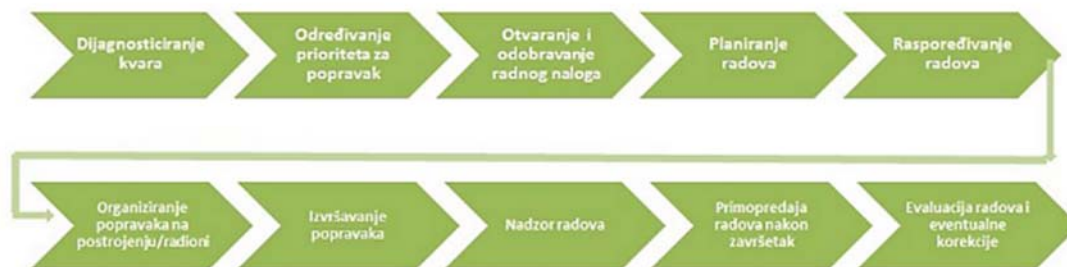 Dijagnosticiranje
kvara
Određivanje
prioriteta za
popravak
Otvaranje i
odobravanje
radnog naloga
Planiranje
radova
Raspoređivanje
radova
Organiziranje
popravaka na
postrojenju/radioni
Izvršavanje
popravaka
Nadzor radova
Primopredaja
radova nakon
završetak
Evaluacija radova i
eventualne
korekcije